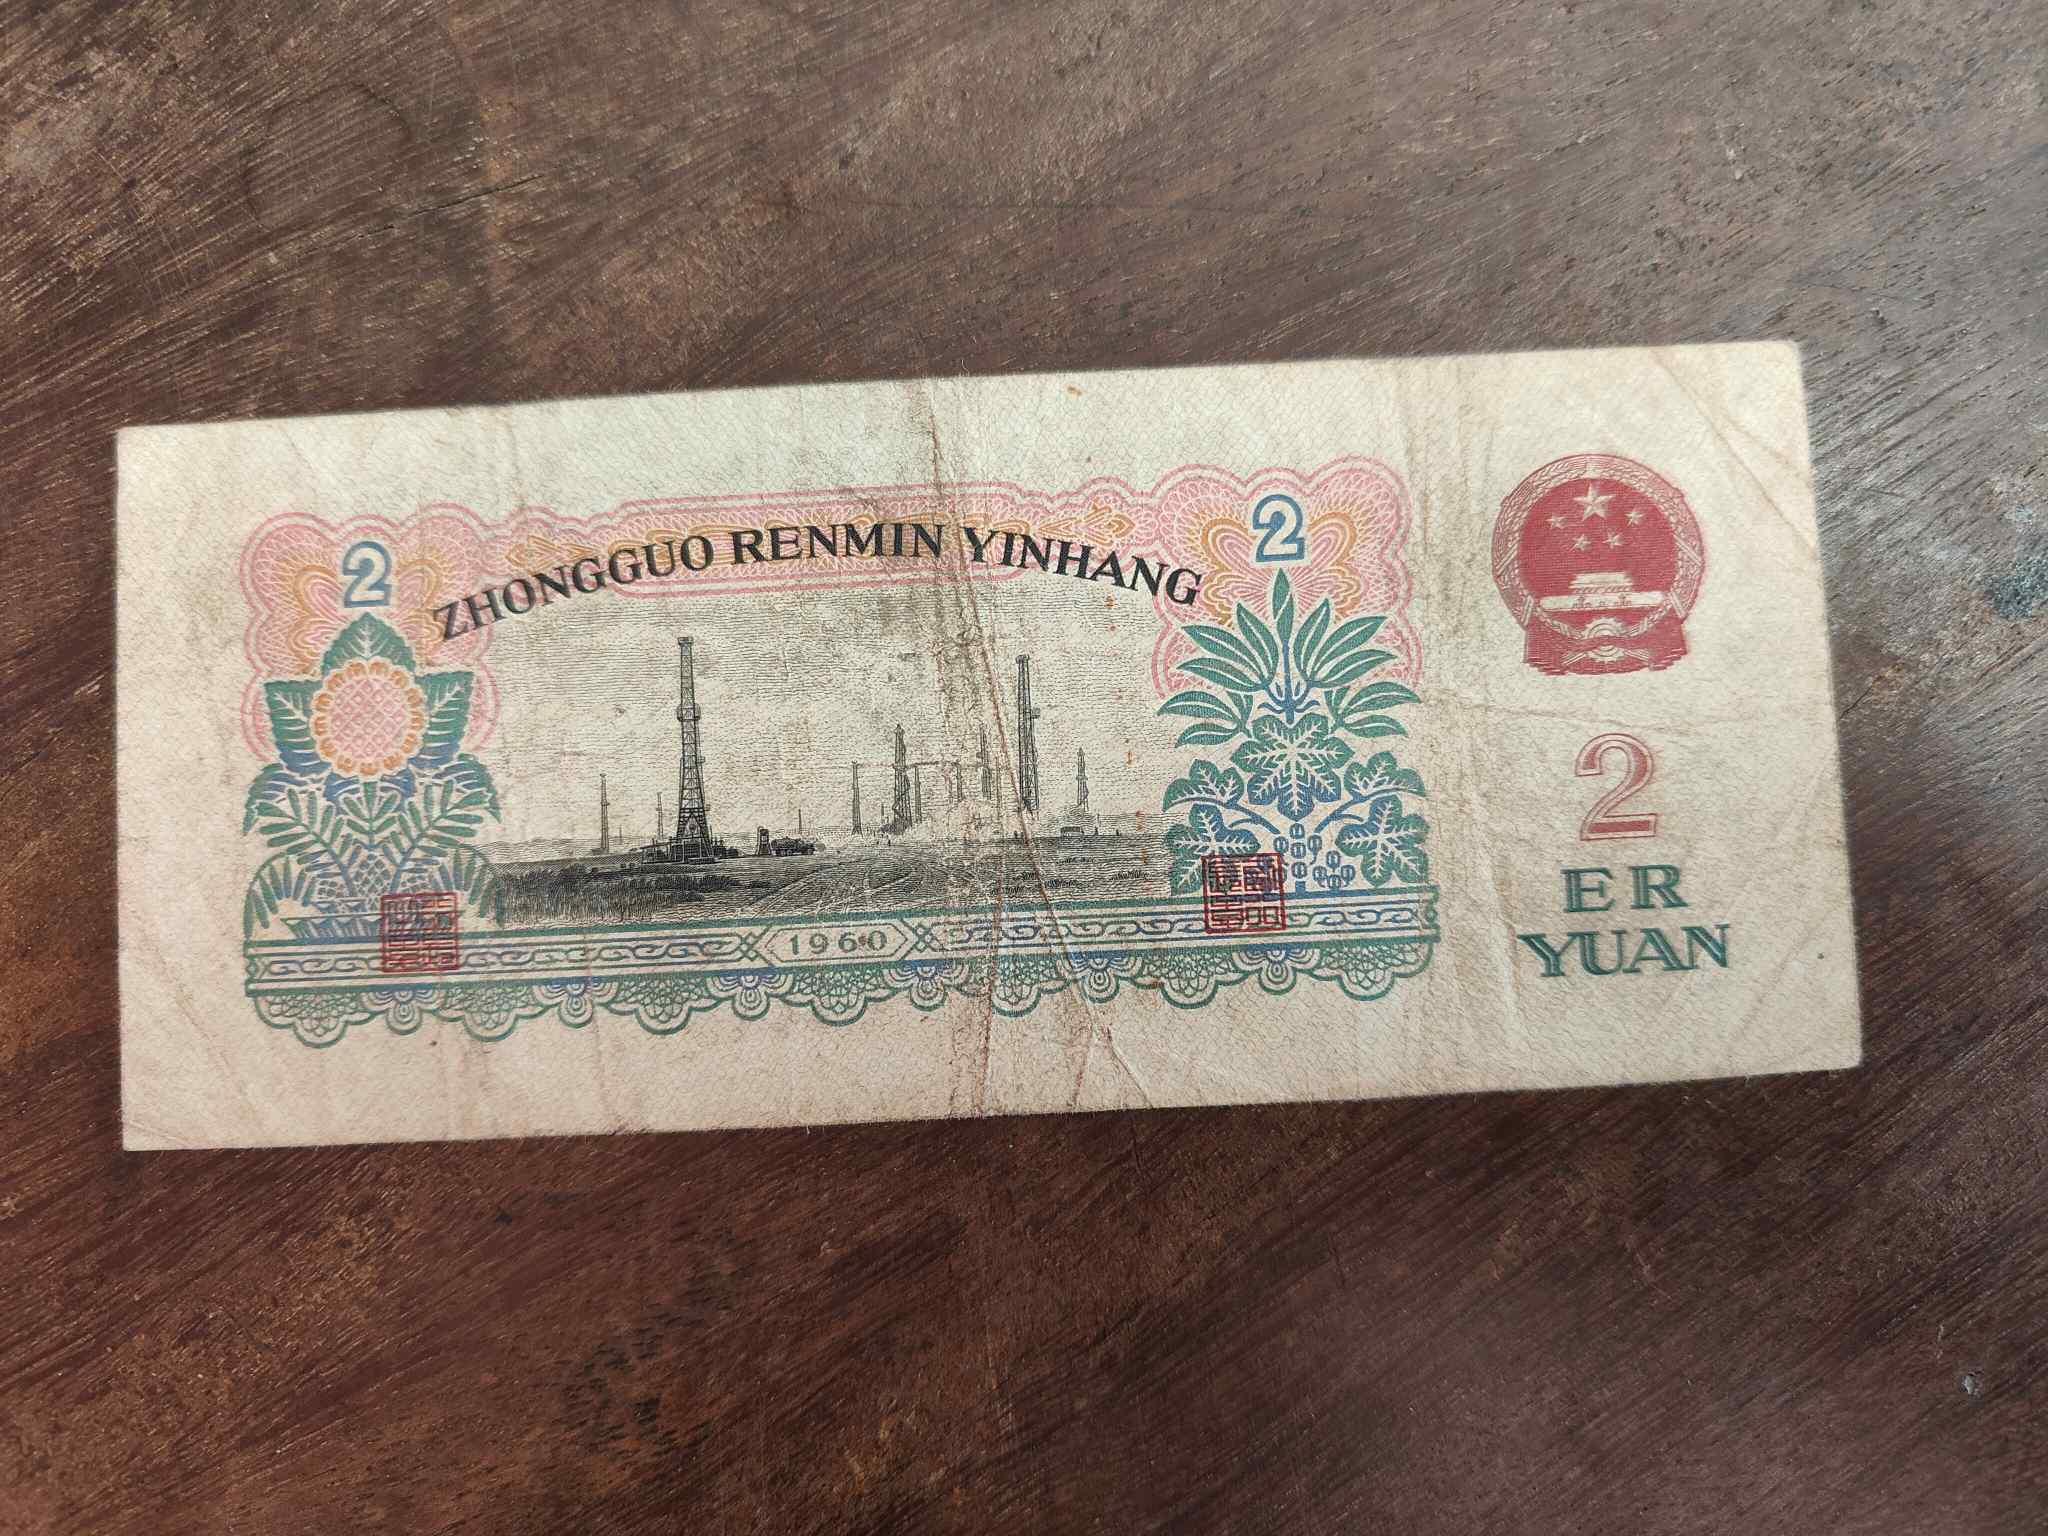 2
ZHONGGUO RENMIN YINHANG
2
1960
2
ER
YUAN